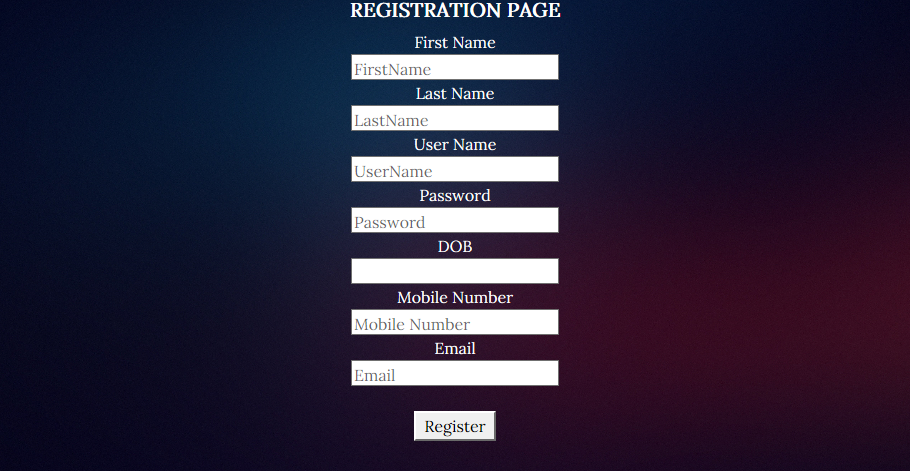 REGISTRATION PAGE
First Name
FirstName
Last Name
LastName
User Name
UserName
Password
Password
DOB
Mobile Number
Mobile Number
Email
Email
Register